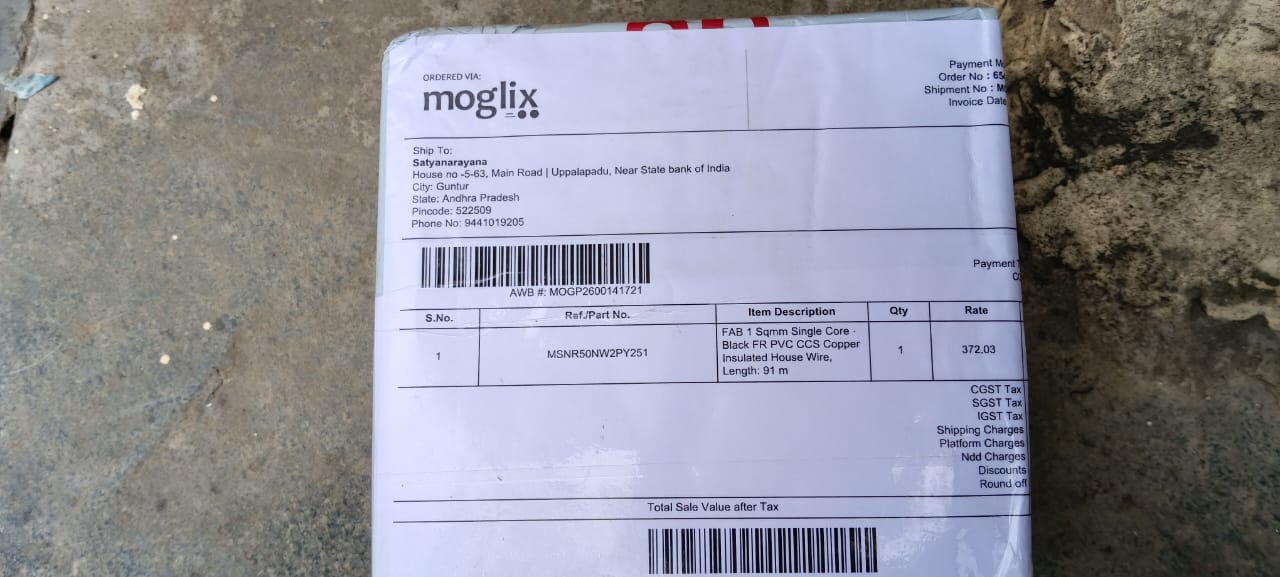 ORDERED VIA:
moglix
Payment
Order No :
Shipment No :
Invoice Date
Ship To:
Satyanarayana
House no -5-63, Main Road | Uppalapadu, Near State bank of India
City: Guntur
State: Andhra Pradesh
Pincode: 522509
Phone No: 9441019205
Payment
AWB #: MOGP2600141721
S.No. Ref./Part No. Item Description Qty Rate
1 MSNR50NW2PY251 FAB 1 Sqmm Single Core - 1 372.03
Black FR PVC CCS Copper
Insulated House Wire,
Length: 91 m
CGST Tax
SGST Tax
IGST Tax
Shipping Charges
Platform Charges
Ndd Charges
Discounts
Round off
Total Sale Value after Tax